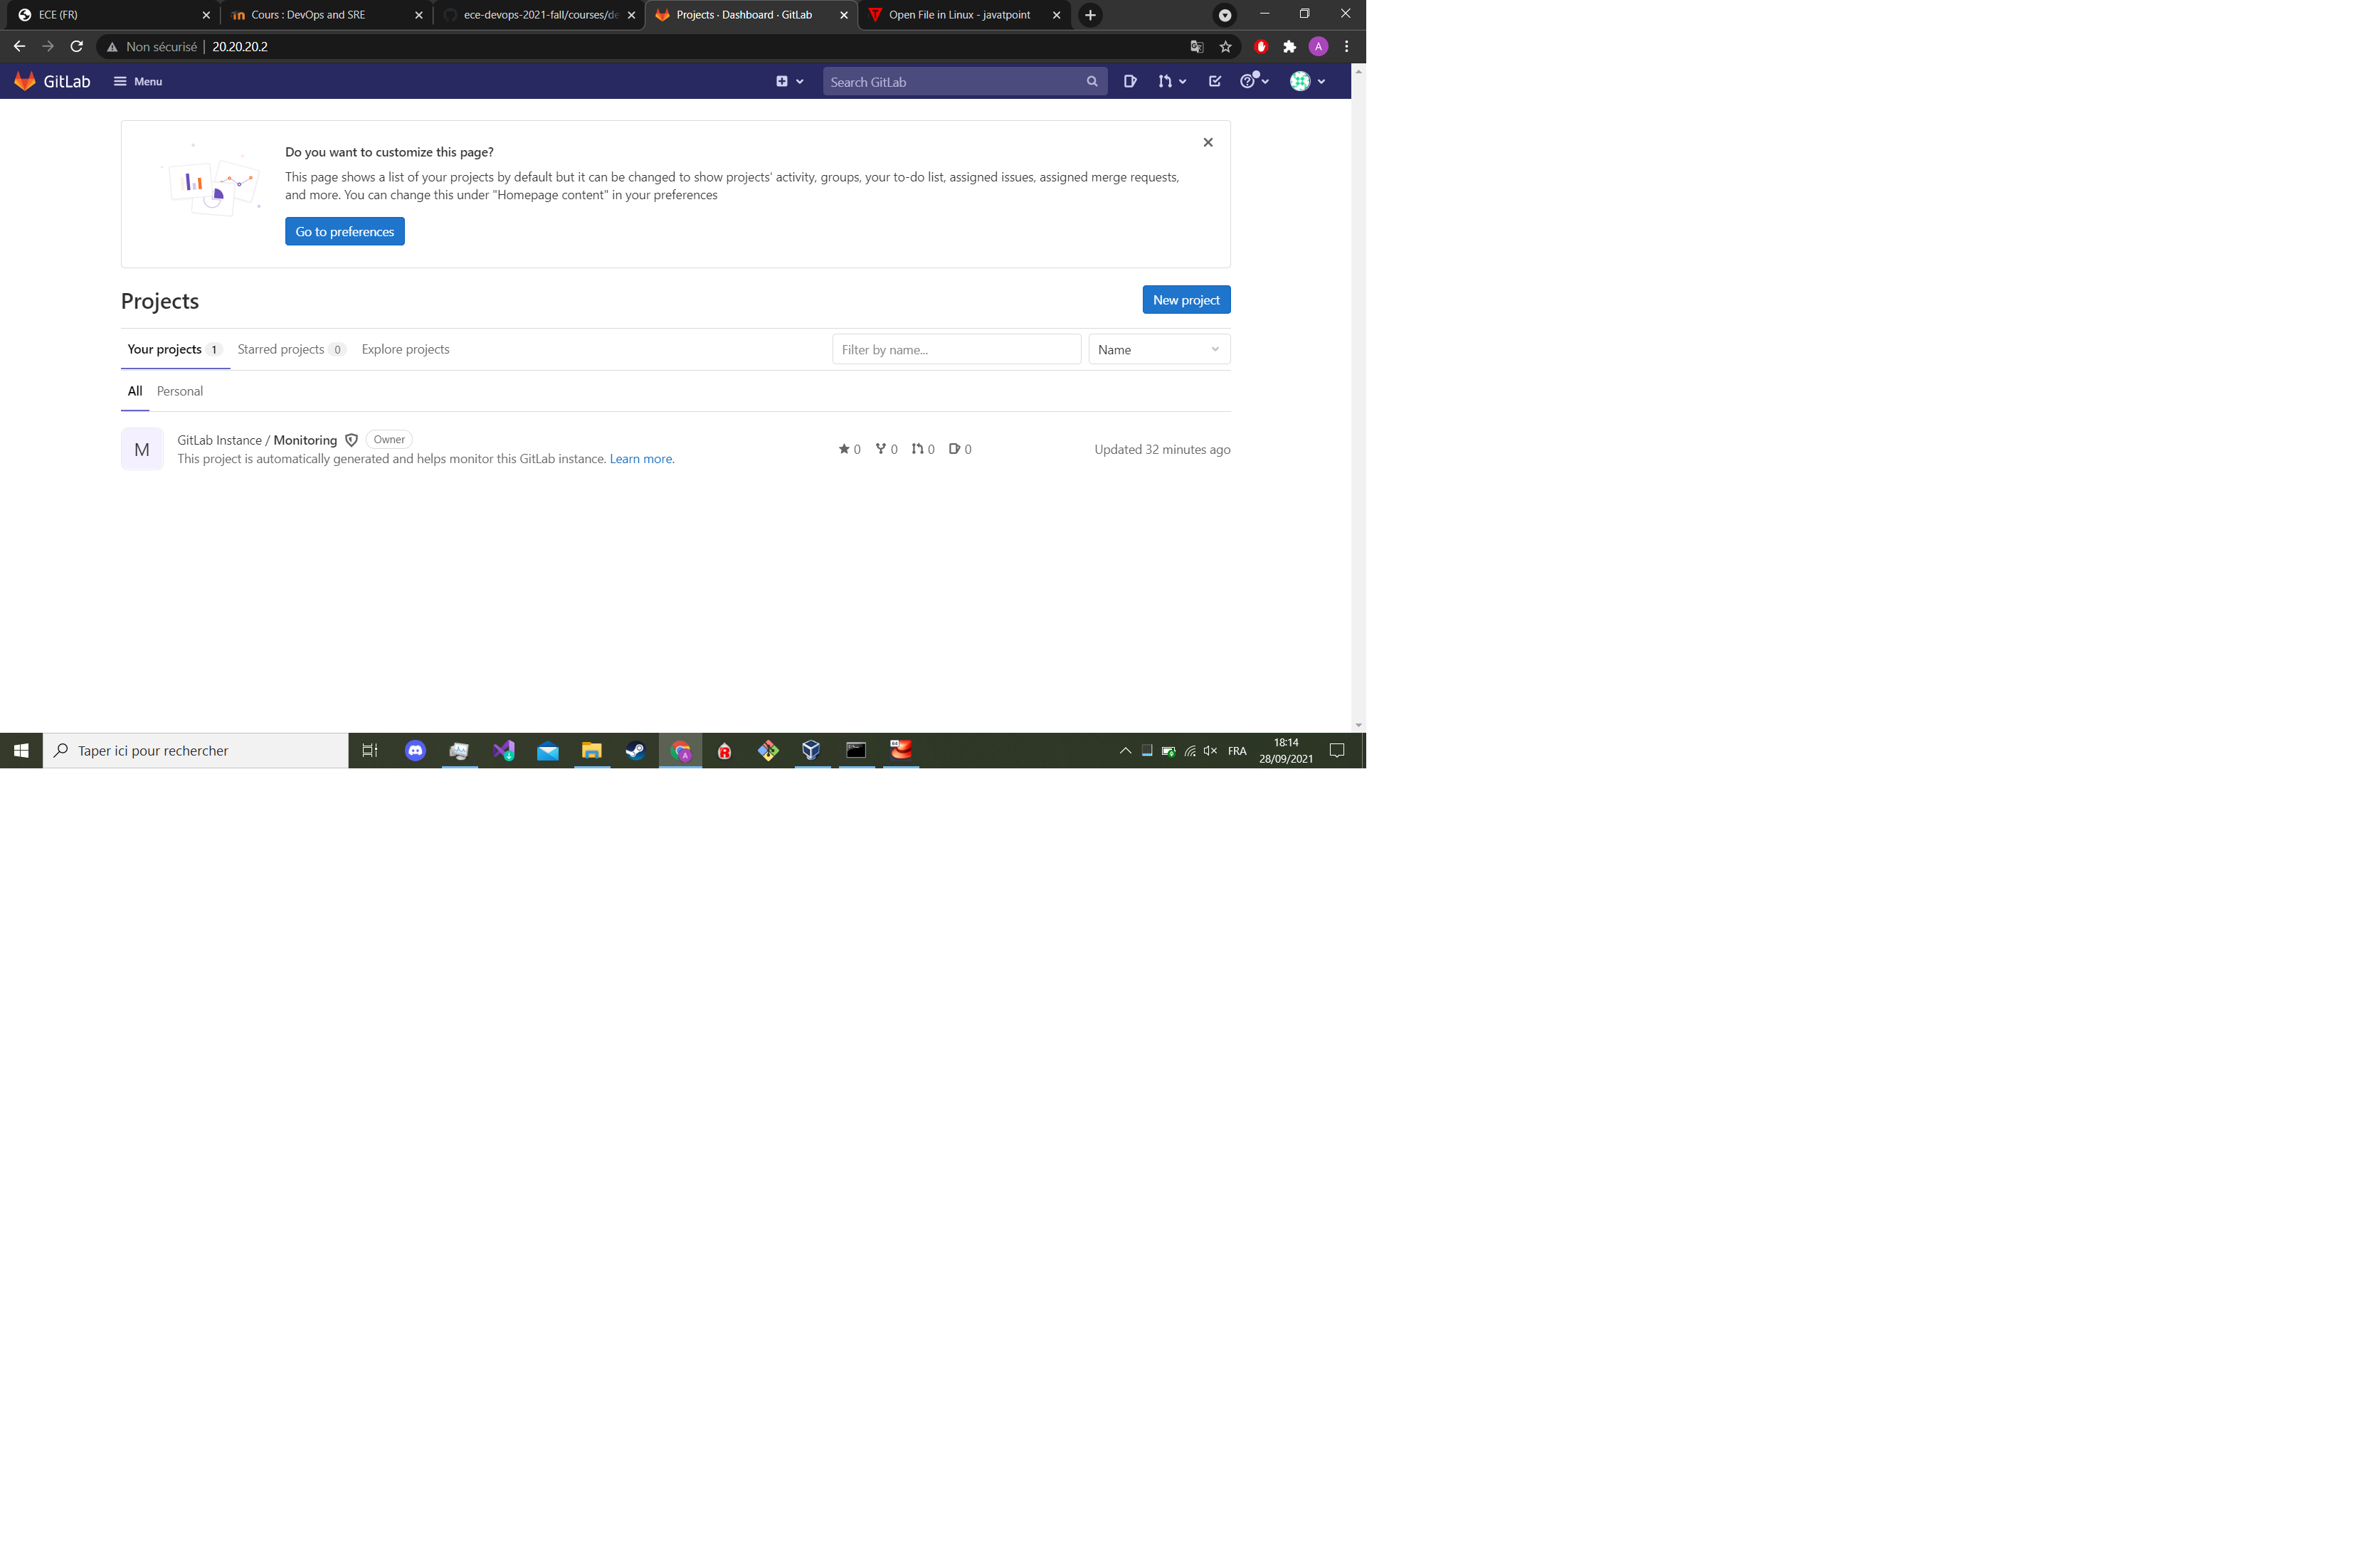 ECE (FR)
Cours : DevOps and SRE
ece-devops-2021-fall/courses/de
Projects · Dashboard · GitLab
Open File in Linux - javatpoint
Non sécurisé | 20.20.20.2
A
GitLab
Menu
Search GitLab
Do you want to customize this page?
This page shows a list of your projects by default but it can be changed to show projects' activity, groups, your to-do list, assigned issues, assigned merge requests,
and more. You can change this under "Homepage content" in your preferences
Go to preferences
Projects
New project
Your projects 1
Starred projects 0
Explore projects
Filter by name...
Name
All
Personal
M
GitLab Instance / Monitoring
Owner
This project is automatically generated and helps monitor this GitLab instance. Learn more.
0 0 0 0
Updated 32 minutes ago
Taper ici pour rechercher
FRA
18:14
28/09/2021